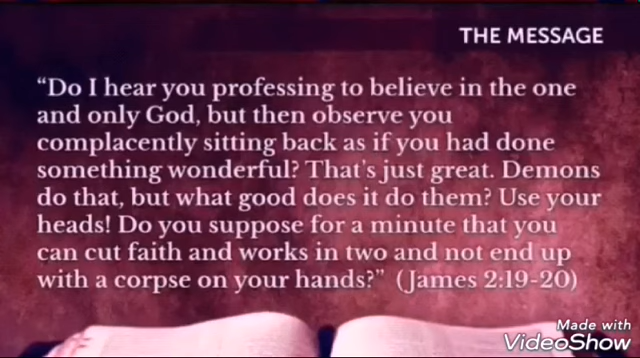 THE MESSAGE
“Do I hear you professing to believe in the one
and only God, but then observe you
complacently sitting back as if you had done
something wonderful? That’s just great. Demons
do that, but what good does it do them? Use your
heads! Do you suppose for a minute that you
can cut faith and works in two and not end up
with a corpse on your hands?” (James 2:19-20)
Made with
VideoShow